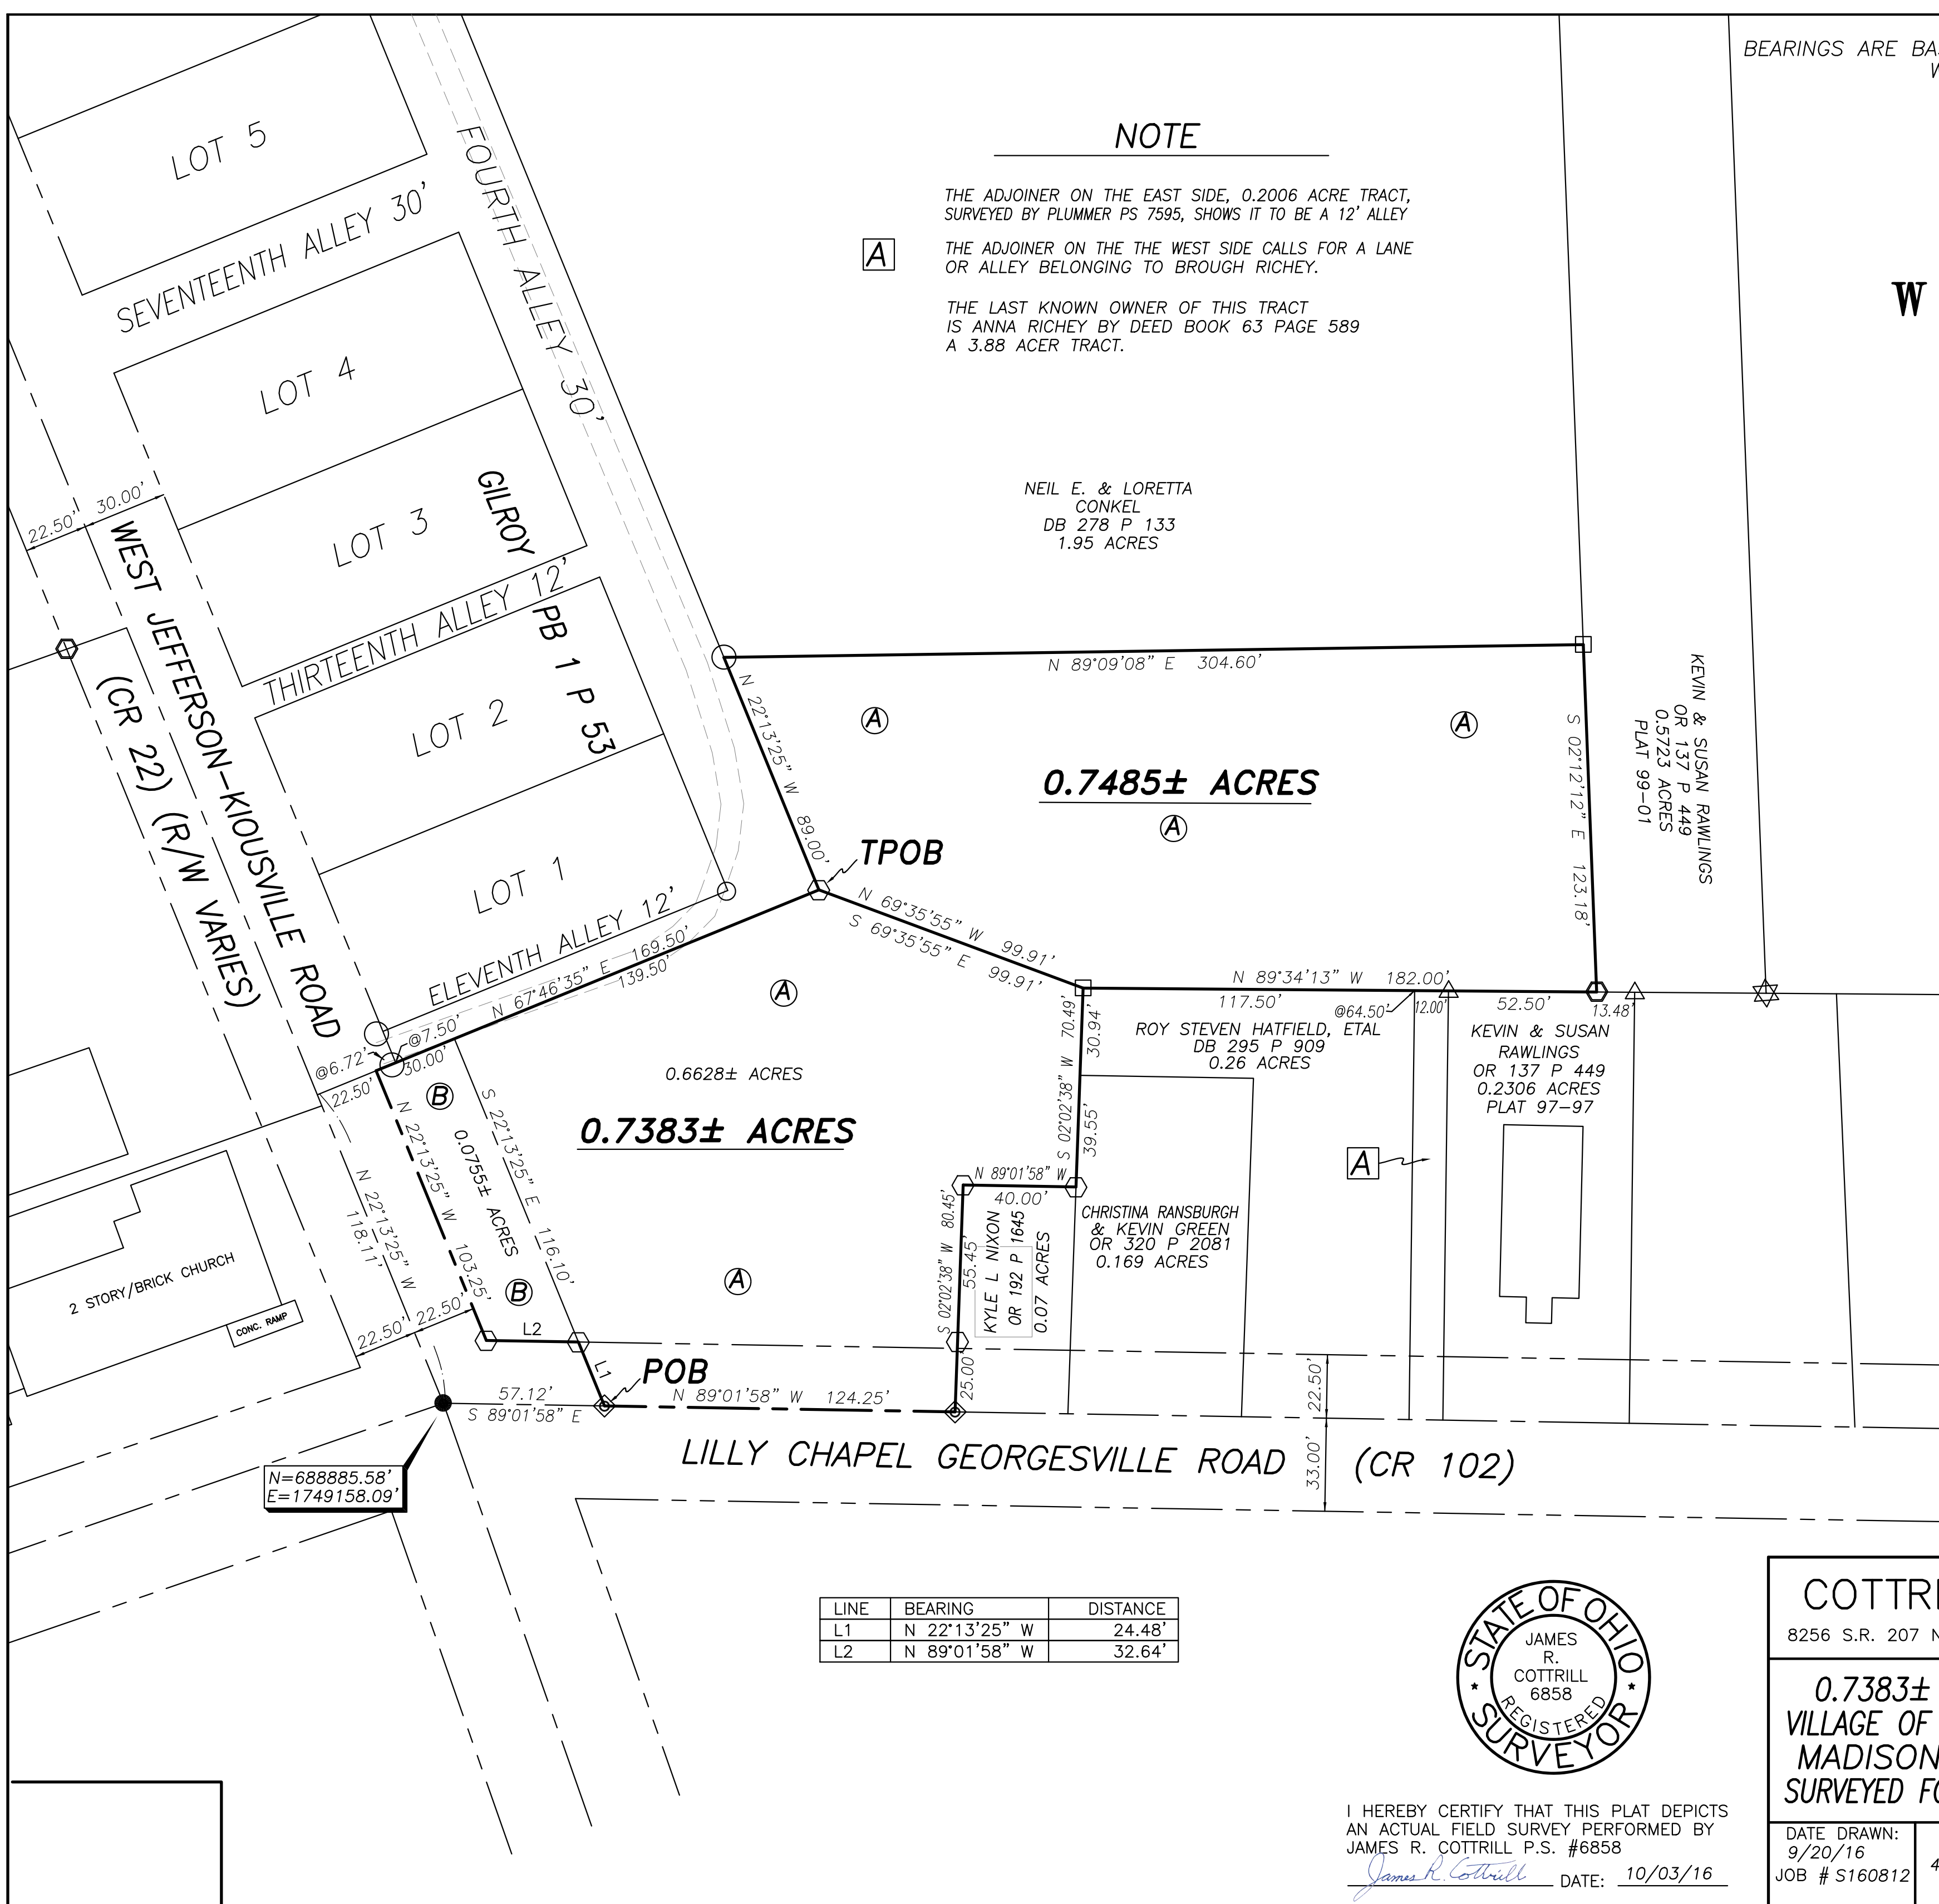 BEARINGS ARE BA
W
NOTE
THE ADJOINER ON THE EAST SIDE, 0.2006 ACRE TRACT,
SURVEYED BY PLUMMER PS 7595, SHOWS IT TO BE A 12' ALLEY
A
THE ADJOINER ON THE THE WEST SIDE CALLS FOR A LANE
OR ALLEY BELONGING TO BROUGH RICHEY.
THE LAST KNOWN OWNER OF THIS TRACT
IS ANNA RICHEY BY DEED BOOK 63 PAGE 589
A 3.88 ACER TRACT.
W
LOT 5
SEVENTEENTH ALLEY 30'
FOURTH ALLEY 30'
LOT 4
LOT 3
GILROY PB 1 P 53
THIRTEENTH ALLEY 12'
LOT 2
LOT 1
ELEVENTH ALLEY 12'
22.50'
30.00'
WEST JEFFERSON-KIOUSVILLE ROAD
(CR 22) (R/W VARIES)
NEIL E. & LORETTA
CONKEL
DB 278 P 133
1.95 ACRES
N 89°09'08" E 304.60'
N 22°13'25" W 89.00'
A
A
0.7485± ACRES
A
S 02°12'12" E 123.18'
KEVIN & SUSAN RAWLINGS
OR 137 P 449
0.5723 ACRES
PLAT 99-01
TPOB
N 69°35'55" W 99.91'
S 69°35'55" E 99.91'
N 67°46'35" E 169.50'
139.50'
A
@7.50'
@6.72'
30.00'
22.50'
N 89°34'13" W 182.00'
117.50'
@64.50'
12.00'
52.50'
13.48'
ROY STEVEN HATFIELD, ETAL
DB 295 P 909
0.26 ACRES
KEVIN & SUSAN
RAWLINGS
OR 137 P 449
0.2306 ACRES
PLAT 97-97
S 02°02'38" W 70.49'
30.94'
39.55'
0.6628± ACRES
0.7383± ACRES
B
0.0755± ACRES
B
N 22°13'25" W 103.25'
S 22°13'25" E 116.10'
N 22°13'25" W
118.11'
A
A
N 89°01'58" W
40.00'
S 02°02'38" W 80.45'
55.45'
25.00'
KYLE L NIXON
OR 192 P 1645
0.07 ACRES
CHRISTINA RANSBURGH
& KEVIN GREEN
OR 320 P 2081
0.169 ACRES
2 STORY/BRICK CHURCH
CONC. RAMP
22.50'
22.50'
L2
L1
POB
57.12'
S 89°01'58" E
N 89°01'58" W 124.25'
22.50'
33.00'
LILLY CHAPEL GEORGESVILLE ROAD (CR 102)
N=688885.58'
E=1749158.09'
LINE BEARING DISTANCE
L1 N 22°13'25" W 24.48'
L2 N 89°01'58" W 32.64'
STATE OF OHIO
JAMES
R.
COTTRILL
6858
REGISTERED
SURVEYOR
I HEREBY CERTIFY THAT THIS PLAT DEPICTS
AN ACTUAL FIELD SURVEY PERFORMED BY
JAMES R. COTTRILL P.S. #6858
James R. Cottrill DATE: 10/03/16
COTTRI
8256 S.R. 207 N
0.7383±
VILLAGE OF
MADISON
SURVEYED FO
DATE DRAWN:
9/20/16
JOB # S160812
4